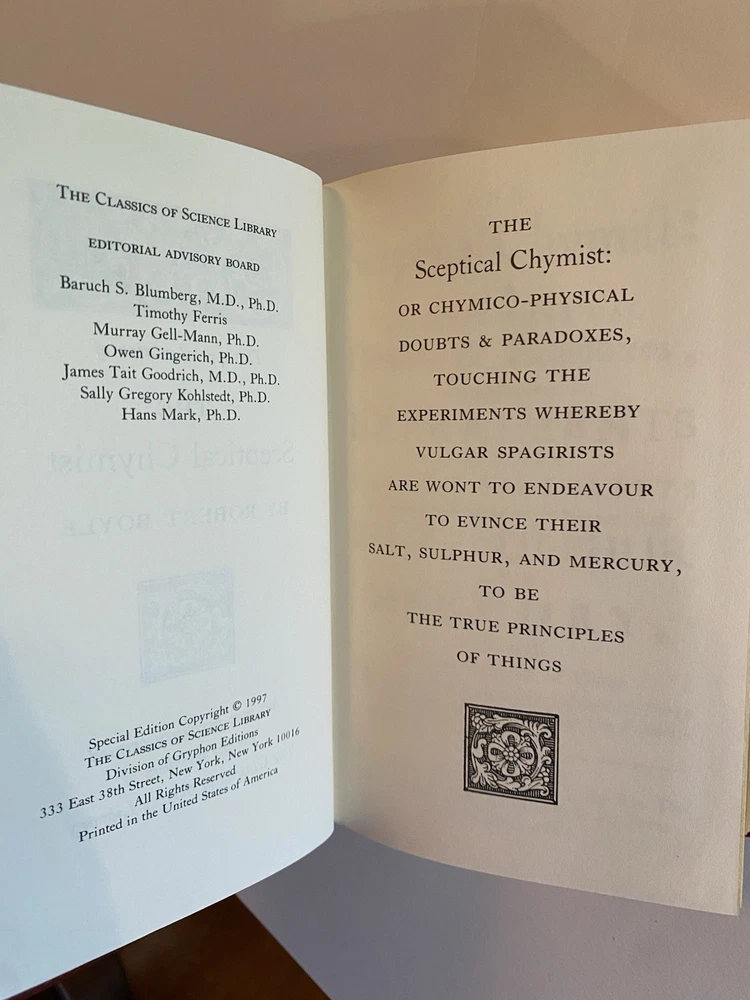 THE CLASSICS OF SCIENCE LIBRARY
EDITORIAL ADVISORY BOARD
Baruch S. Blumberg, M.D., Ph.D.
Timothy Ferris
Murray Gell-Mann, Ph.D.
Owen Gingerich, Ph.D.
James Tait Goodrich, M.D., Ph.D.
Sally Gregory Kohlstedt, Ph.D.
Hans Mark, Ph.D.
Sceptical Chymist
BY ROBERT BOYLE
Special Edition Copyright © 1997
THE CLASSICS OF SCIENCE LIBRARY
Division of Gryphon Editions
333 East 38th Street, New York, New York 10016
All Rights Reserved
Printed in the United States of America
THE
Sceptical Chymist:
OR CHYMICO-PHYSICAL
DOUBTS & PARADOXES,
TOUCHING THE
EXPERIMENTS WHEREBY
VULGAR SPAGIRISTS
ARE WONT TO ENDEAVOUR
TO EVINCE THEIR
SALT, SULPHUR, AND MERCURY,
TO BE
THE TRUE PRINCIPLES
OF THINGS